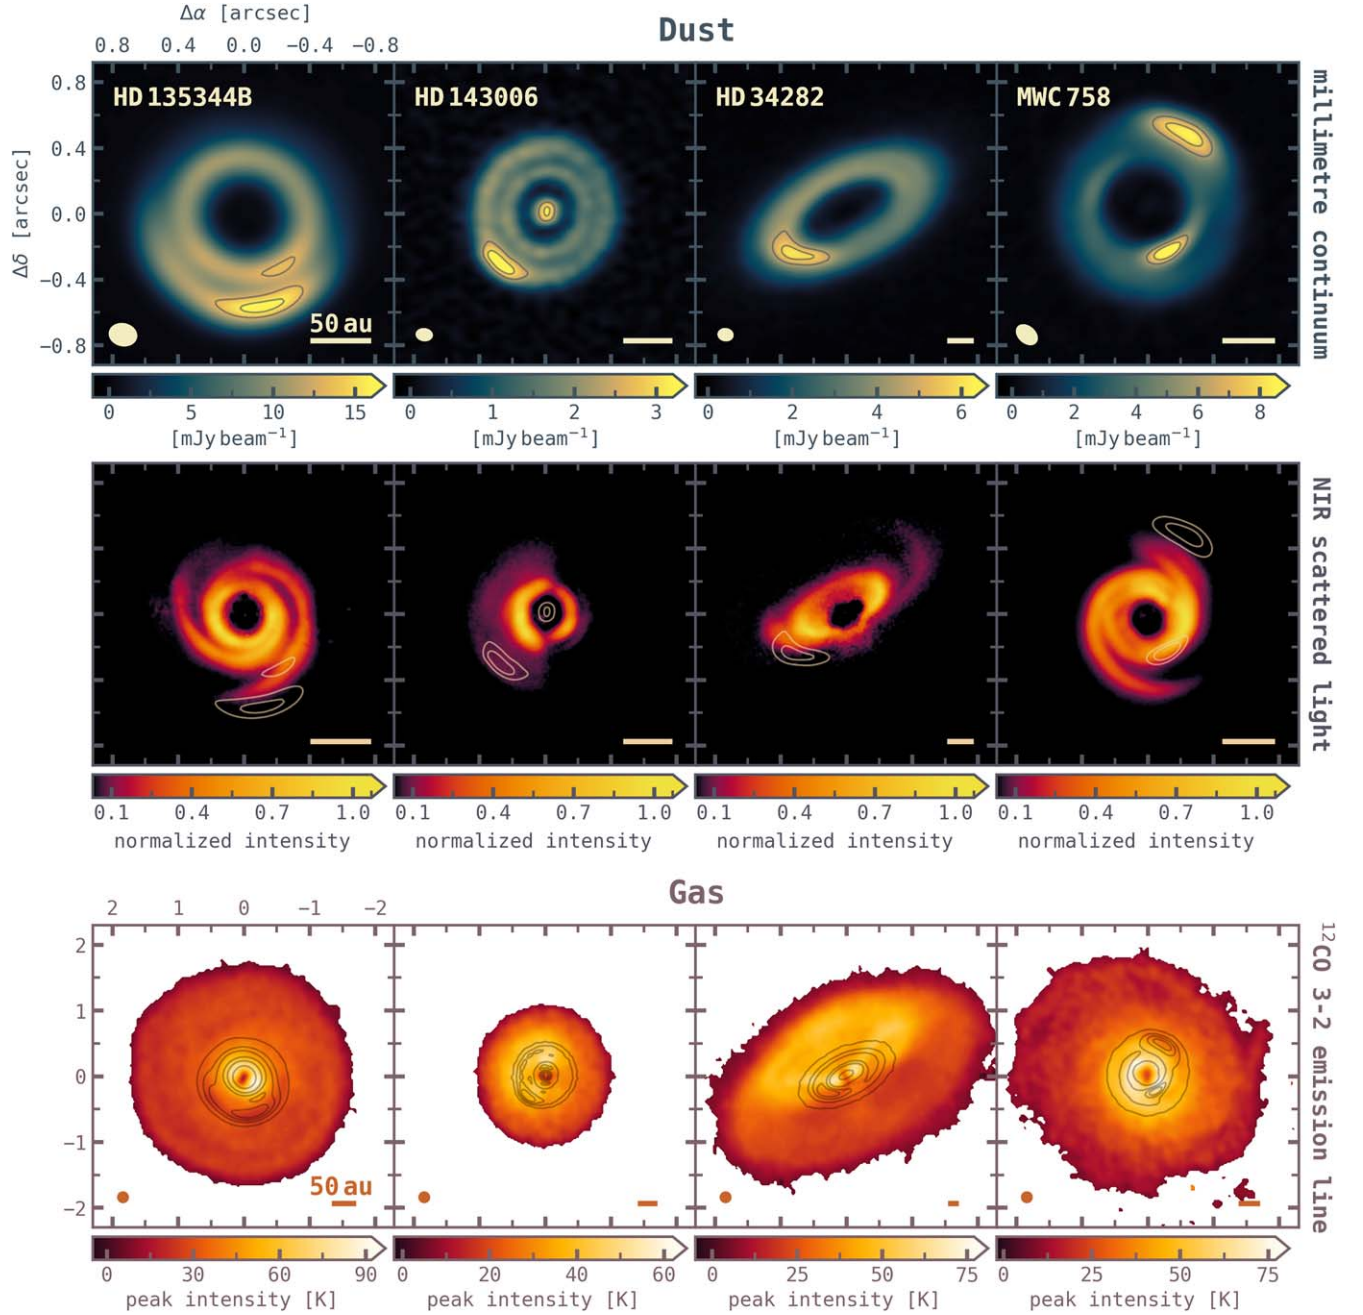 Δα [arcsec]
Dust
0.8 0.4 0.0 −0.4 −0.8
HD 135344B HD 143006 HD 34282 MWC 758
millimetre continuum
0.8
0.4
0.0
−0.4
−0.8
Δδ [arcsec]
50 au
0 5 10 15 0 1 2 3 0 2 4 6 0 2 4 6 8
[mJy beam⁻¹] [mJy beam⁻¹] [mJy beam⁻¹] [mJy beam⁻¹]
NIR scattered light
0.1 0.4 0.7 1.0 0.1 0.4 0.7 1.0 0.1 0.4 0.7 1.0 0.1 0.4 0.7 1.0
normalized intensity normalized intensity normalized intensity normalized intensity
Gas
2 1 0 −1 −2
¹²CO 3-2 emission line
2
1
0
−1
−2
50 au
0 30 60 90 0 20 40 60 0 25 50 75 0 25 50 75
peak intensity [K] peak intensity [K] peak intensity [K] peak intensity [K]